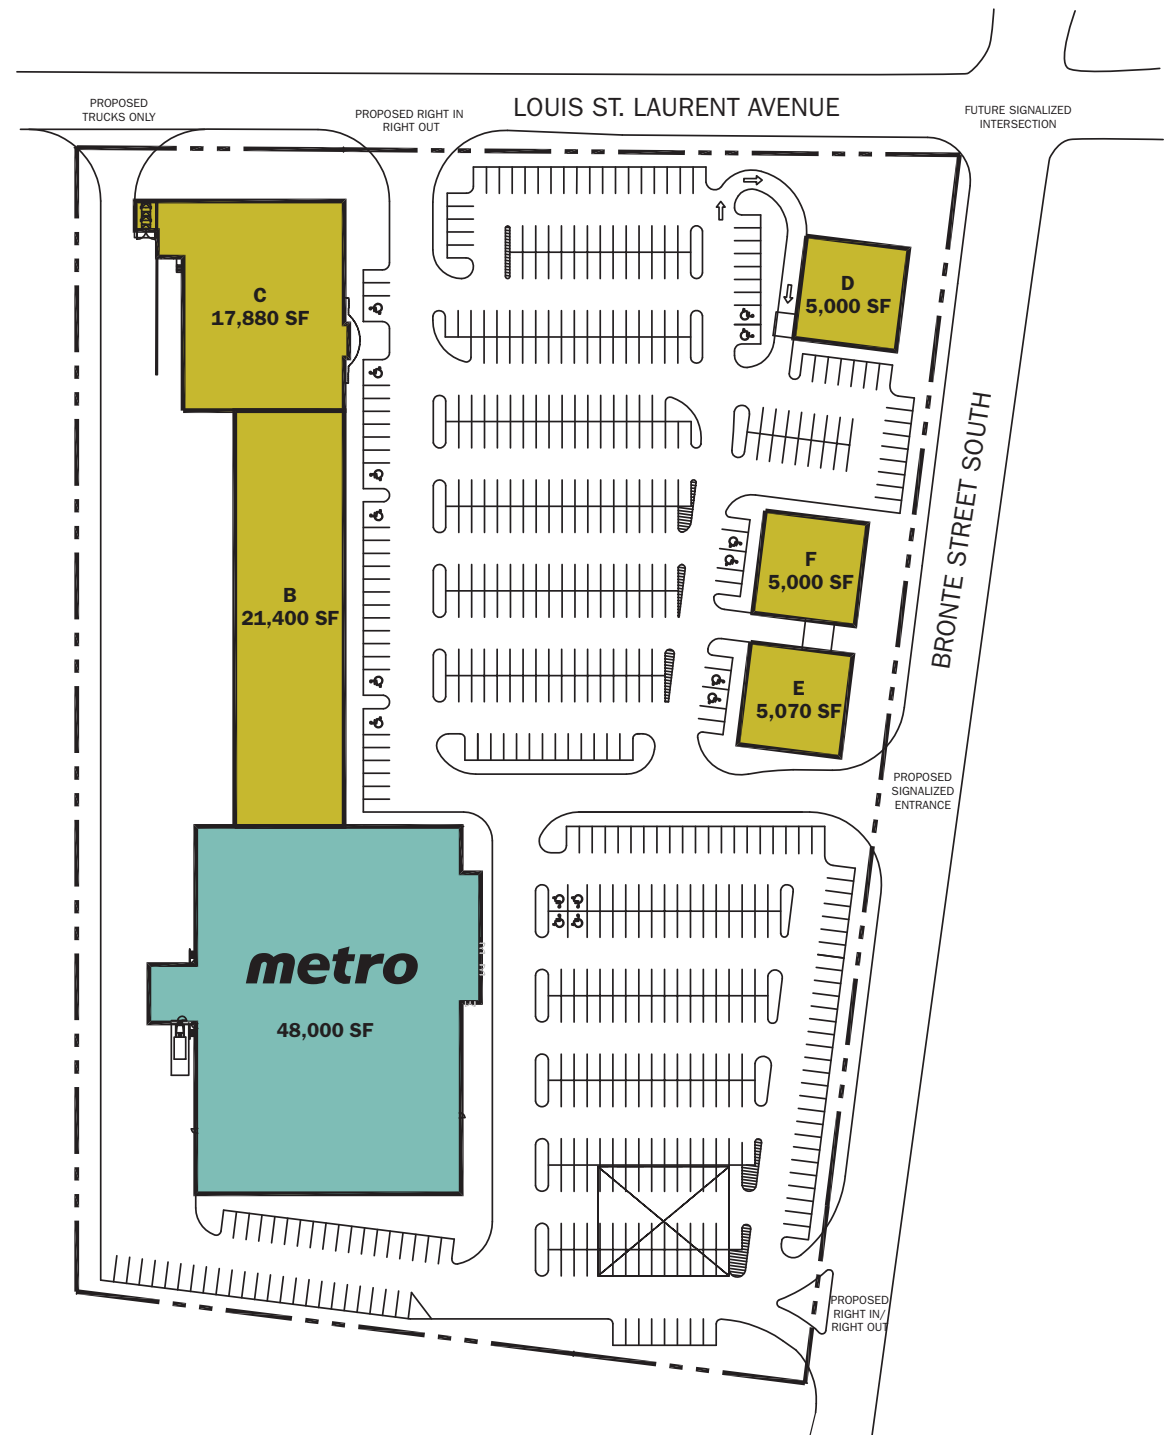 PROPOSED
TRUCKS ONLY
PROPOSED RIGHT IN
RIGHT OUT
LOUIS ST. LAURENT AVENUE
FUTURE SIGNALIZED
INTERSECTION
C
17,880 SF
D
5,000 SF
BRONTE STREET SOUTH
F
5,000 SF
B
21,400 SF
E
5,070 SF
PROPOSED
SIGNALIZED
ENTRANCE
metro
48,000 SF
PROPOSED
RIGHT IN/
RIGHT OUT